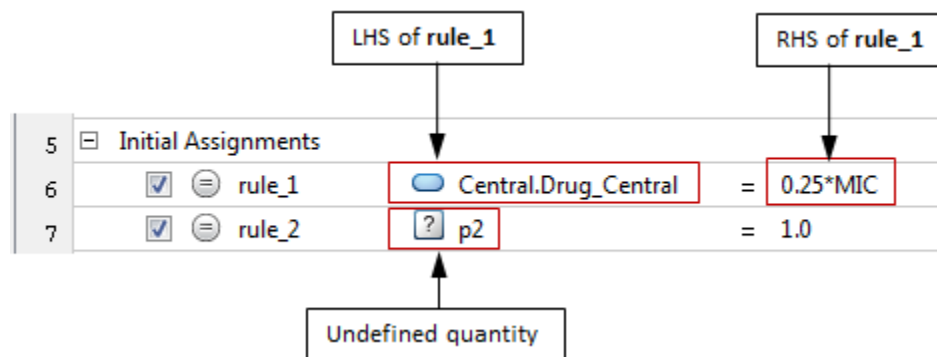 LHS of rule_1
RHS of rule_1
5 Initial Assignments
6 rule_1 Central.Drug_Central = 0.25*MIC
7 rule_2 ? p2 = 1.0
Undefined quantity